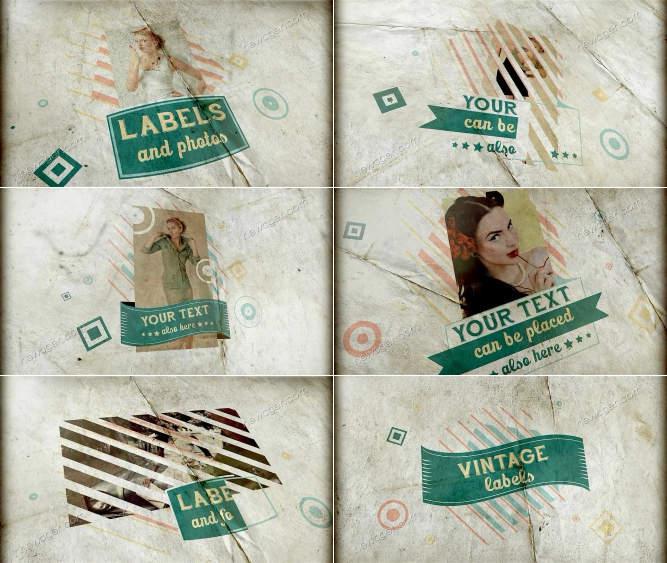 LABELS
and photos
YOUR
can be
also
YOUR TEXT
also here
YOUR TEXT
can be placed
also here
LABE
and fo
VINTAGE
labels